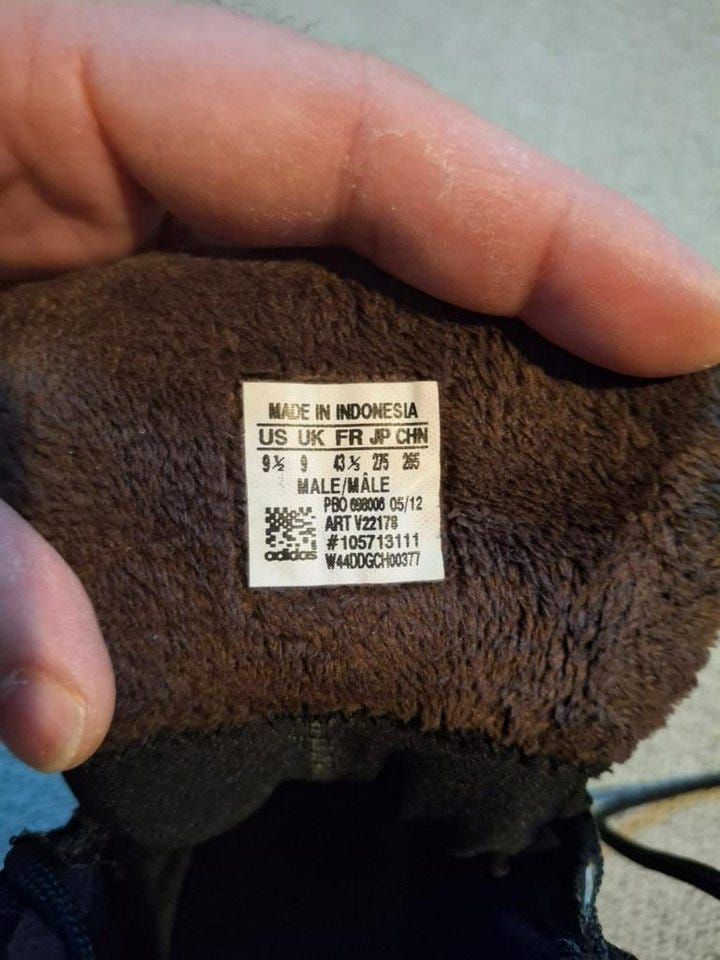 MADE IN INDONESIA
US UK FR JP CHN
9½ 9 43⅓ 275 265
MALE/MÂLE
PBO 698006 05/12
ART V22178
#105713111
adidas W44DDGCH00377